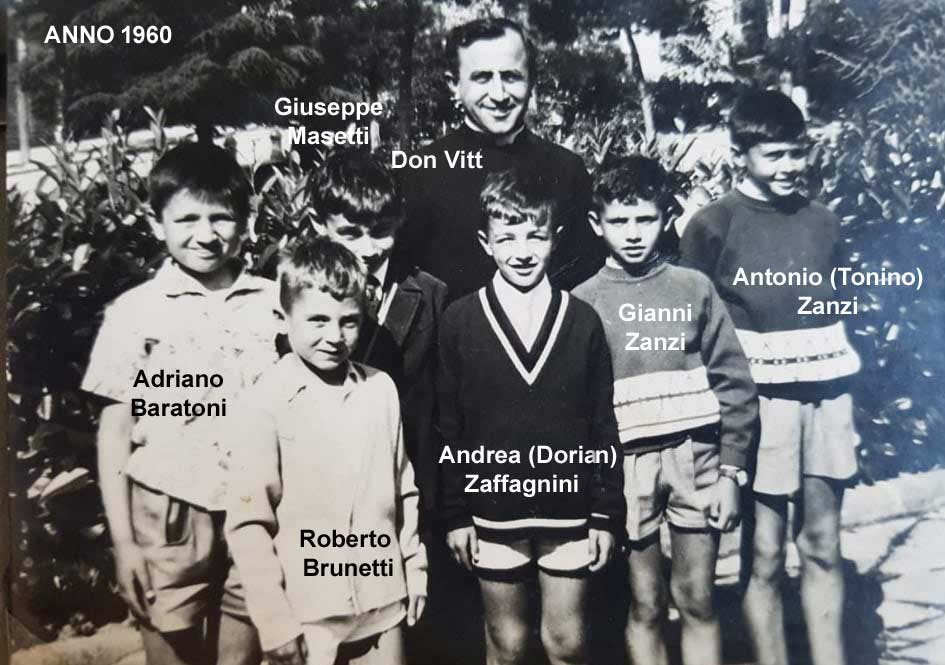 ANNO 1960
Giuseppe
Masetti
Don Vitt
Antonio (Tonino)
Zanzi
Gianni
Zanzi
Adriano
Baratoni
Andrea (Dorian)
Zaffagnini
Roberto
Brunetti